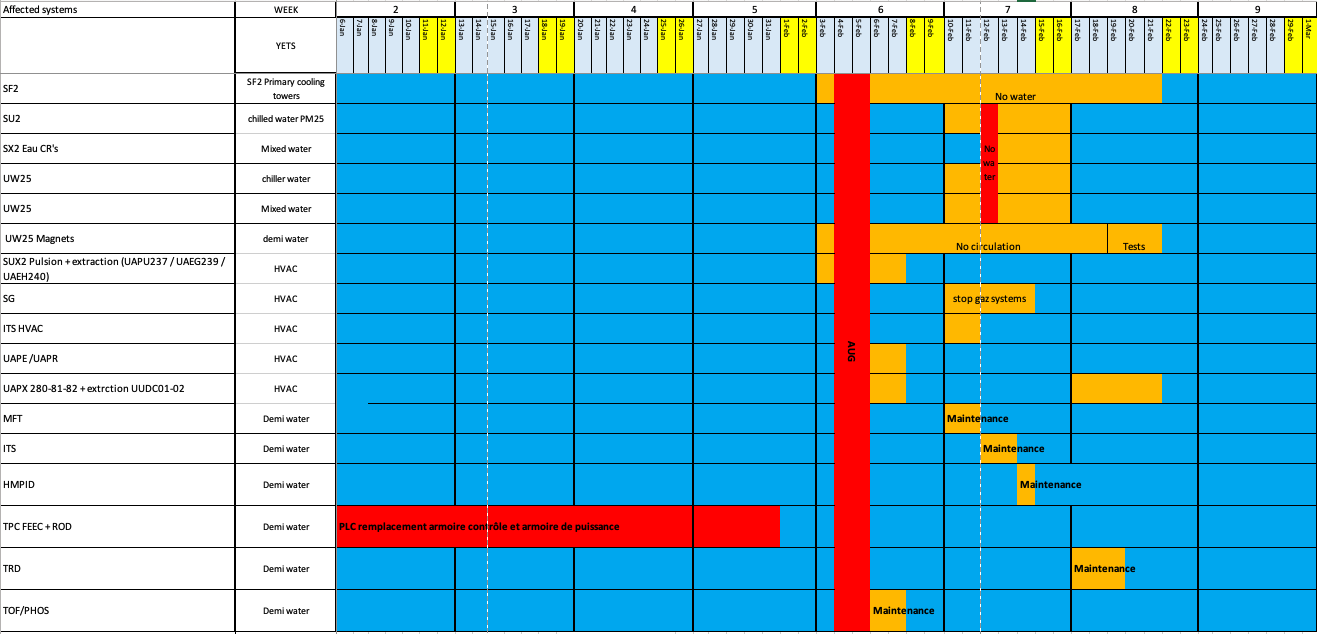 Affected systems WEEK 2 3 4 5 6 7 8 9
YETS 6-Jan 7-Jan 8-Jan 9-Jan 10-Jan 11-Jan 12-Jan 13-Jan 14-Jan 15-Jan 16-Jan 17-Jan 18-Jan 19-Jan 20-Jan 21-Jan 22-Jan 23-Jan 24-Jan 25-Jan 26-Jan 27-Jan 28-Jan 29-Jan 30-Jan 31-Jan 1-Feb 2-Feb 3-Feb 4-Feb 5-Feb 6-Feb 7-Feb 8-Feb 9-Feb 10-Feb 11-Feb 12-Feb 13-Feb 14-Feb 15-Feb 16-Feb 17-Feb 18-Feb 19-Feb 20-Feb 21-Feb 22-Feb 23-Feb 24-Feb 25-Feb 26-Feb 27-Feb 28-Feb 29-Feb 1-Mar
SF2 SF2 Primary cooling
towers No water
SU2 chilled water PM25
SX2 Eau CR's Mixed water No
wa
ter
UW25 chiller water
UW25 Mixed water
UW25 Magnets demi water No circulation Tests
SUX2 Pulsion + extraction (UAPU237 / UAEG239 /
UAEH240) HVAC
SG HVAC stop gaz systems
ITS HVAC HVAC
UAPE /UAPR HVAC
AUG
UAPX 280-81-82 + extrction UUDC01-02 HVAC
MFT Demi water Maintenance
ITS Demi water Maintenance
HMPID Demi water Maintenance
TPC FEEC + ROD Demi water PLC remplacement armoire contrôle et armoire de puissance
TRD Demi water Maintenance
TOF/PHOS Demi water Maintenance